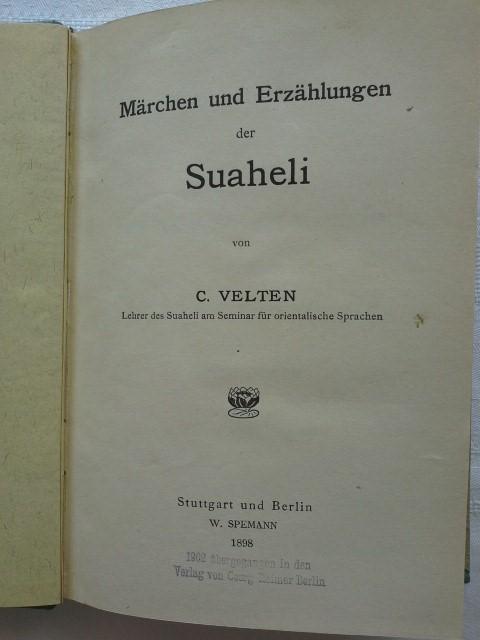 Märchen und Erzählungen
der
Suaheli
von
C. VELTEN
Lehrer des Suaheli am Seminar für orientalische Sprachen
Stuttgart und Berlin
W. SPEMANN
1898
1902 übergegangen in den
Verlag von Georg Reimer Berlin